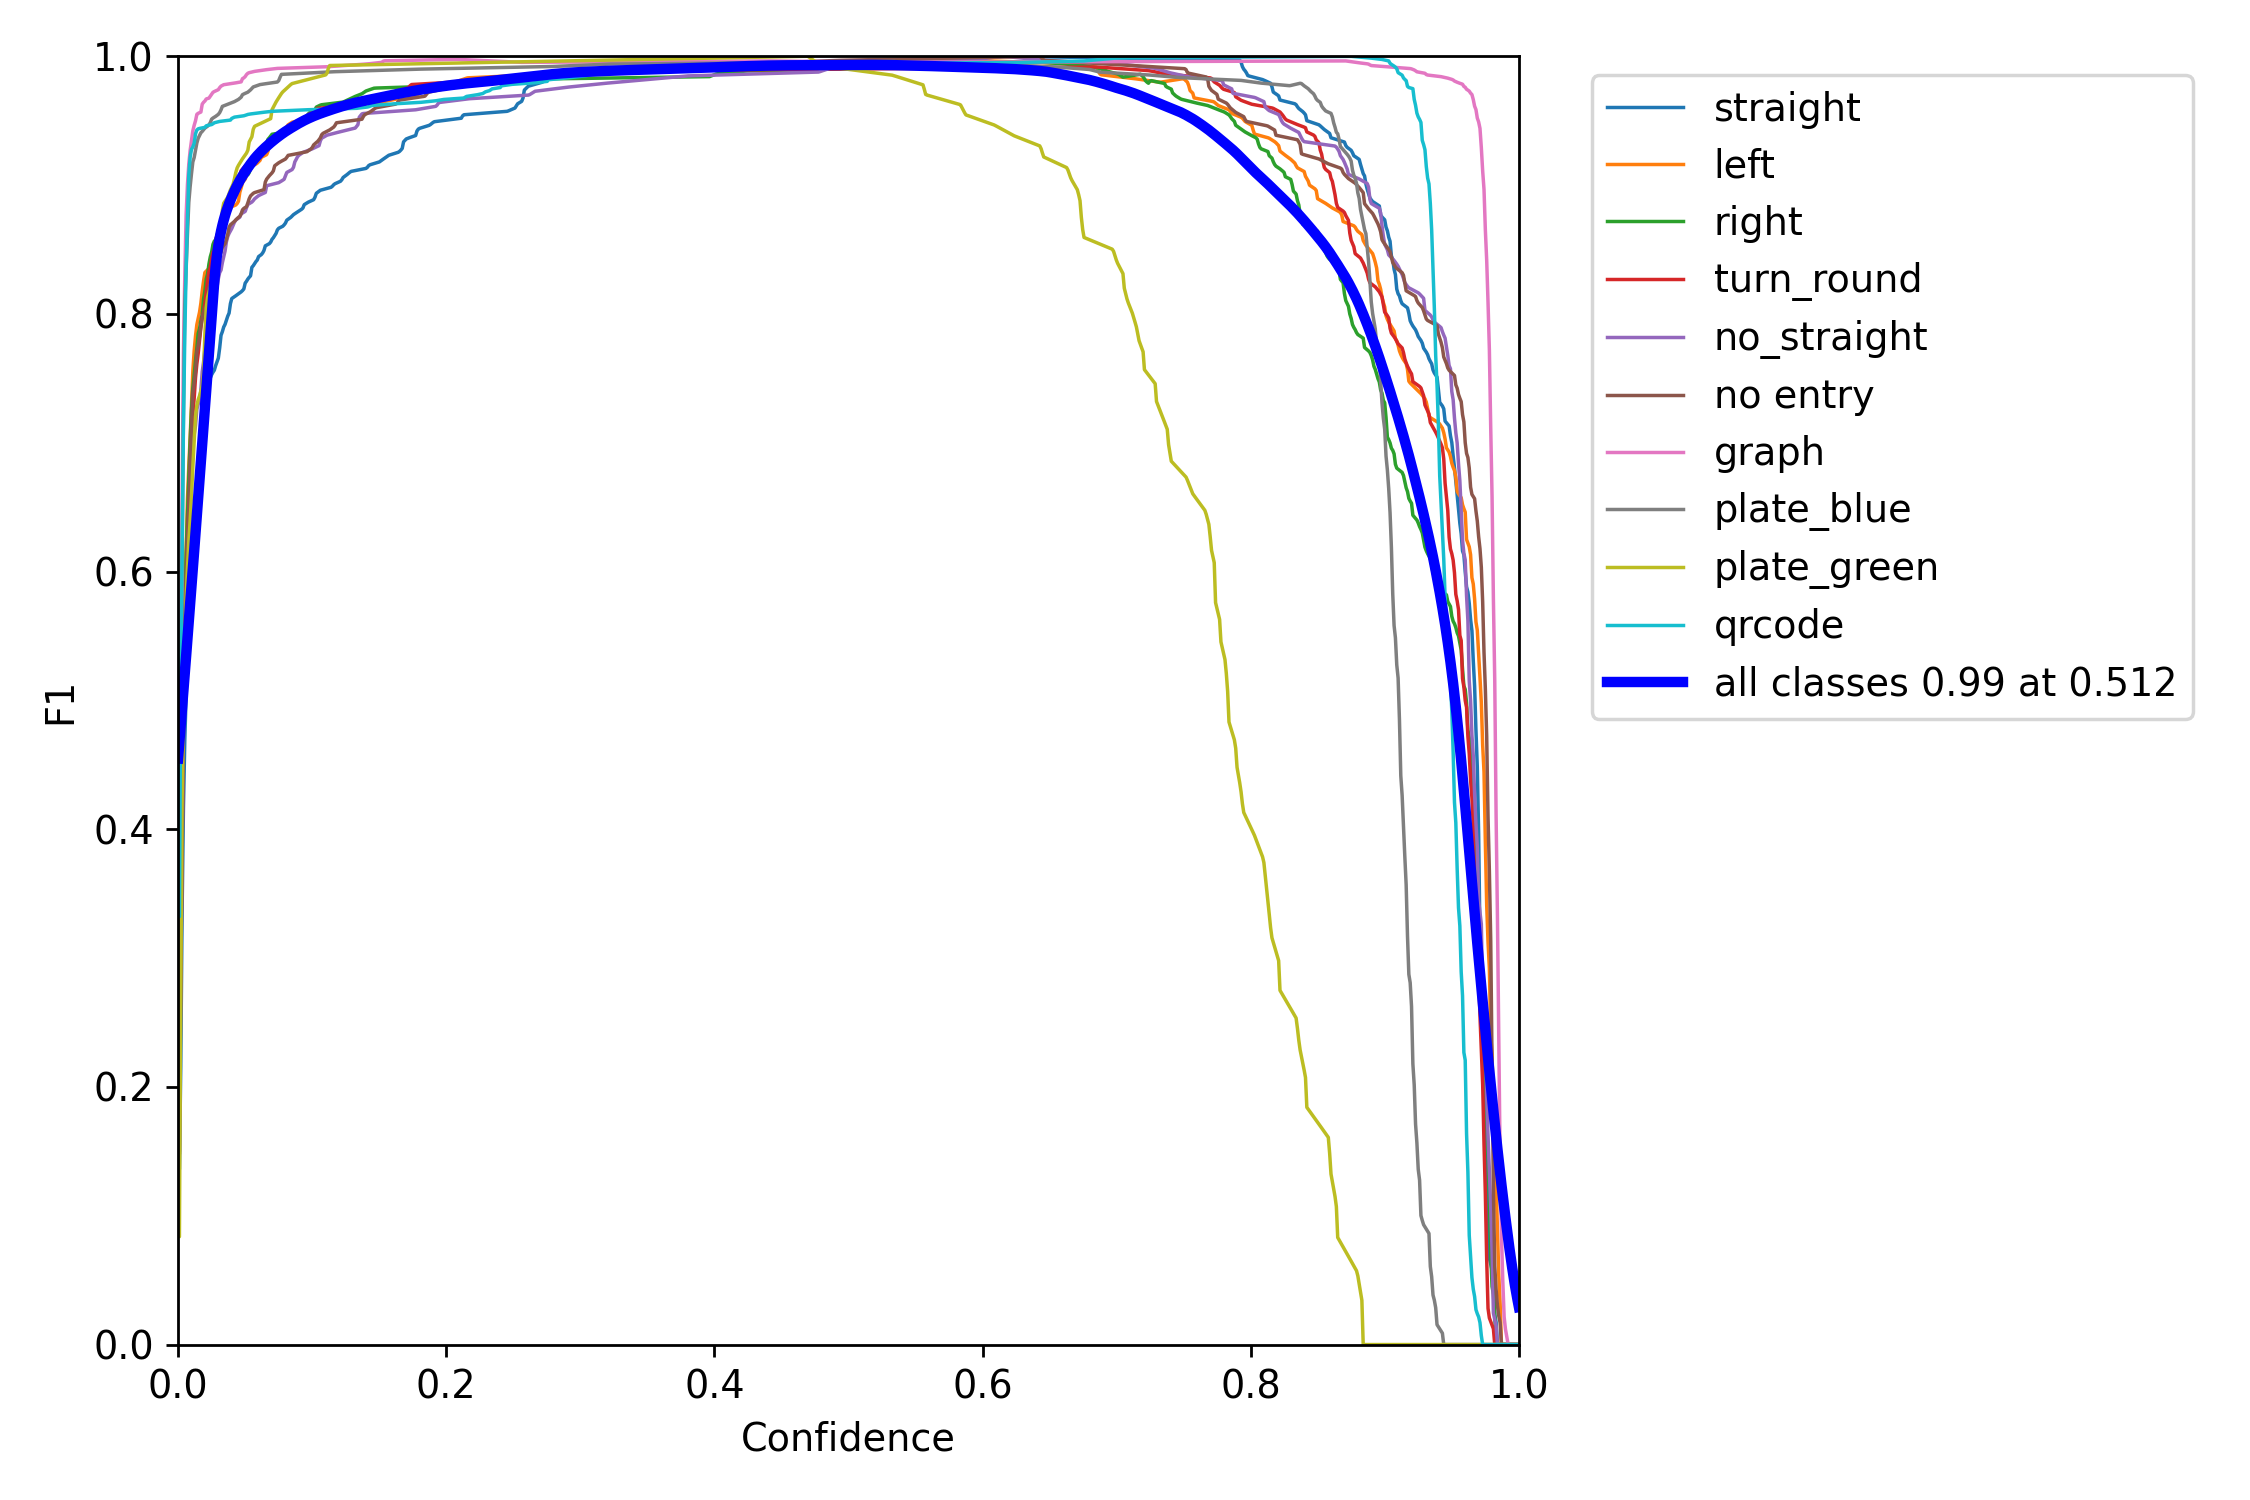 1.0
0.8
0.6
0.4
0.2
0.0
F1
0.0 0.2 0.4 0.6 0.8 1.0
Confidence
straight
left
right
turn_round
no_straight
no entry
graph
plate_blue
plate_green
qrcode
all classes 0.99 at 0.512